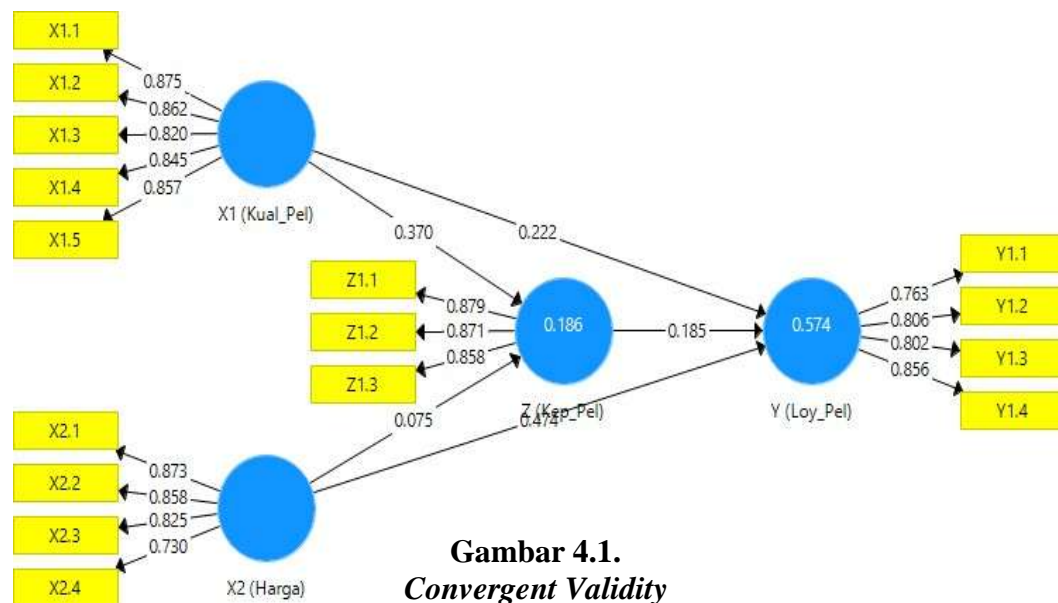 X1.1
X1.2
X1.3
X1.4
X1.5
0.875
0.862
0.820
0.845
0.857
X1 (Kual_Pel)
0.370
0.222
Z1.1
Z1.2
Z1.3
0.879
0.871
0.858
0.186
Z (Kep_Pel)
0.185
0.574
Y (Loy_Pel)
0.763
0.806
0.802
0.856
Y1.1
Y1.2
Y1.3
Y1.4
0.075
0.474
X2.1
X2.2
X2.3
X2.4
0.873
0.858
0.825
0.730
X2 (Harga)
Gambar 4.1.
Convergent Validity